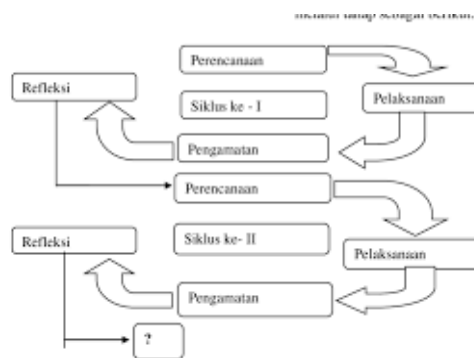 Perencanaan
Refleksi
Pelaksanaan
Siklus ke - I
Pengamatan
Perencanaan
Refleksi
Siklus ke- II
Pelaksanaan
Pengamatan
?